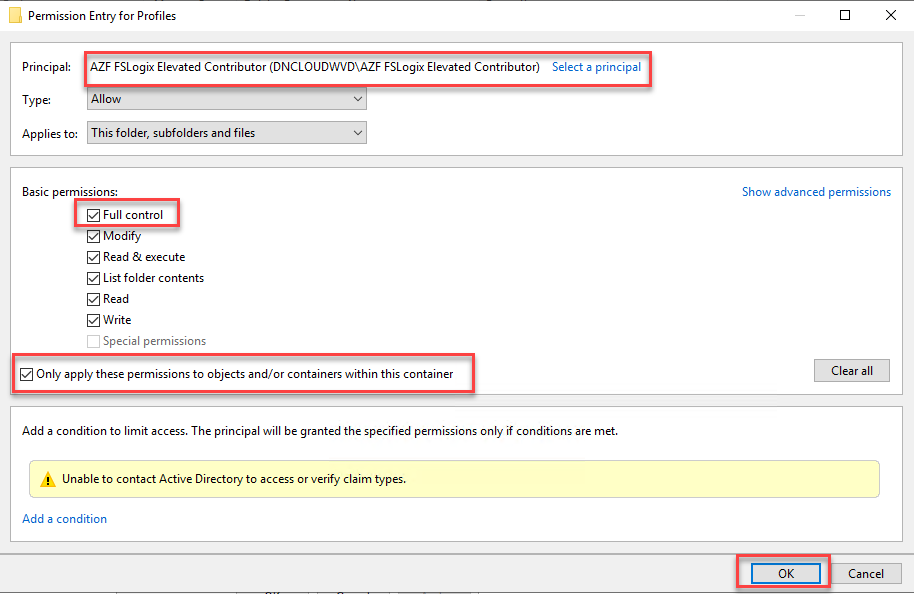 Permission Entry for Profiles
Principal: AZF FSLogix Elevated Contributor (DNCLOUDWVD\AZF FSLogix Elevated Contributor) Select a principal
Type: Allow
Applies to: This folder, subfolders and files
Basic permissions: Show advanced permissions
Full control
Modify
Read & execute
List folder contents
Read
Write
Special permissions
Only apply these permissions to objects and/or containers within this container Clear all
Add a condition to limit access. The principal will be granted the specified permissions only if conditions are met.
Unable to contact Active Directory to access or verify claim types.
Add a condition
OK Cancel